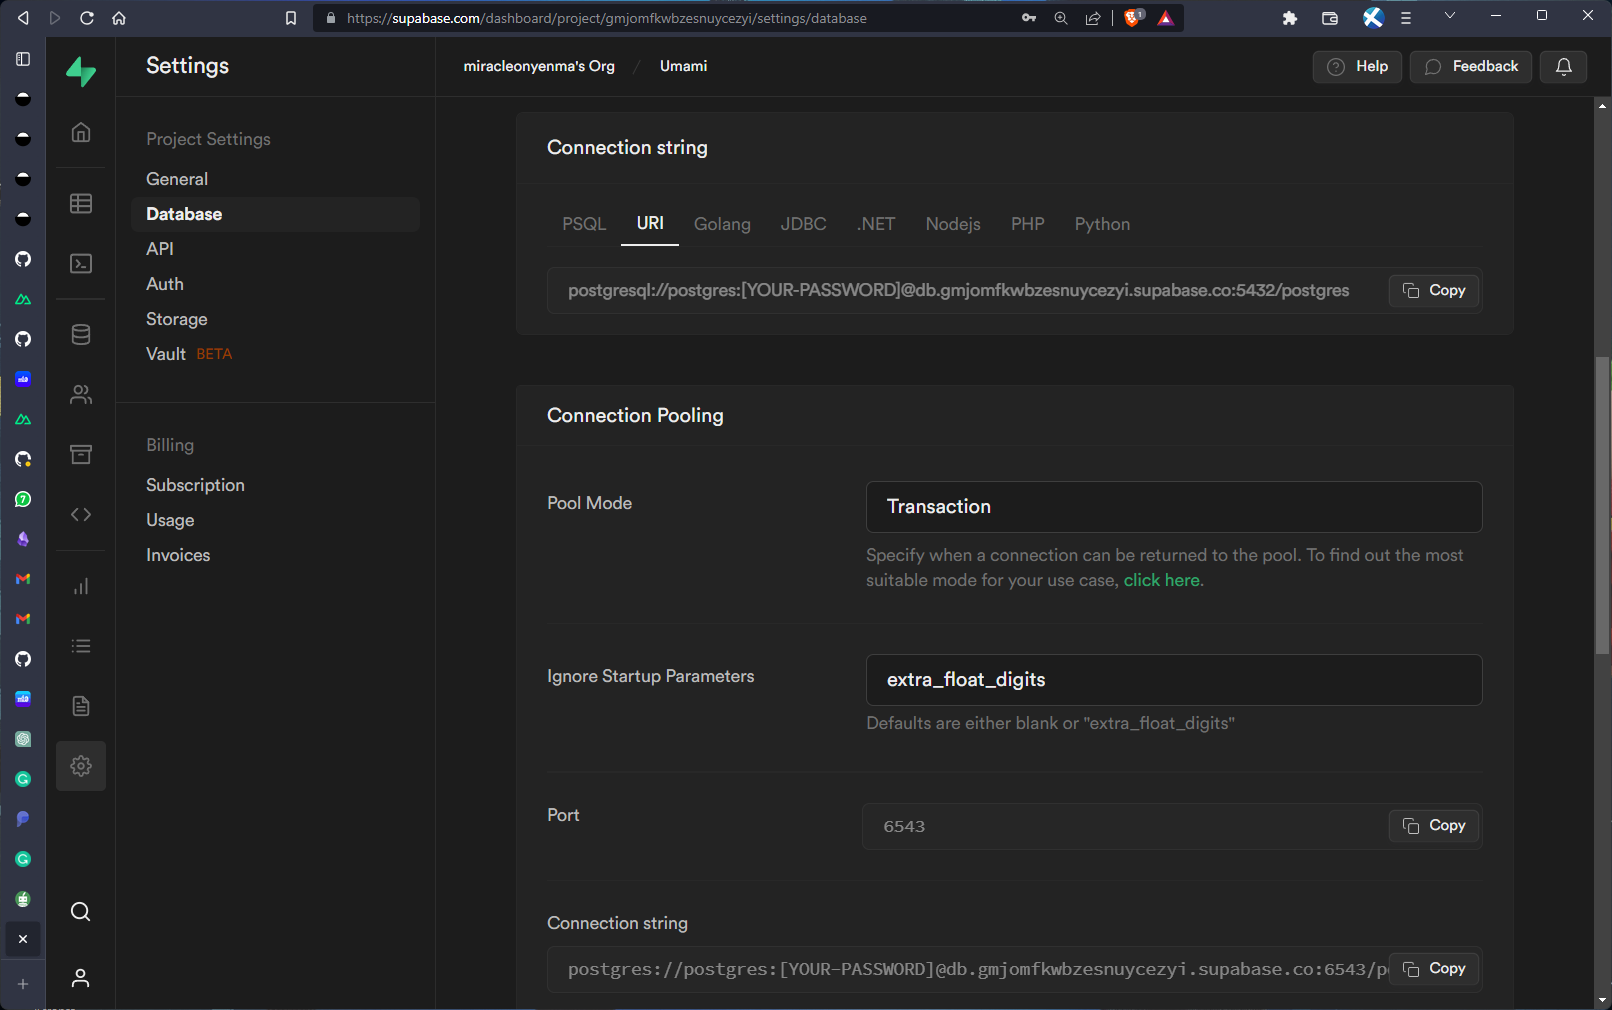 https://supabase.com/dashboard/project/gmjomfkwbzesnuycezyi/settings/database
1
Settings
miracleonyenma's Org / Umami
Help
Feedback
Project Settings
General
Database
API
Auth
Storage
Vault BETA
Billing
Subscription
Usage
Invoices
7
Connection string
PSQL URI Golang JDBC .NET Nodejs PHP Python
postgresql://postgres:[YOUR-PASSWORD]@db.gmjomfkwbzesnuycezyi.supabase.co:5432/postgres
Copy
Connection Pooling
Pool Mode
Transaction
Specify when a connection can be returned to the pool. To find out the most
suitable mode for your use case, click here.
Ignore Startup Parameters
extra_float_digits
Defaults are either blank or "extra_float_digits"
Port
6543
Copy
Connection string
postgres://postgres:[YOUR-PASSWORD]@db.gmjomfkwbzesnuycezyi.supabase.co:6543/p
Copy